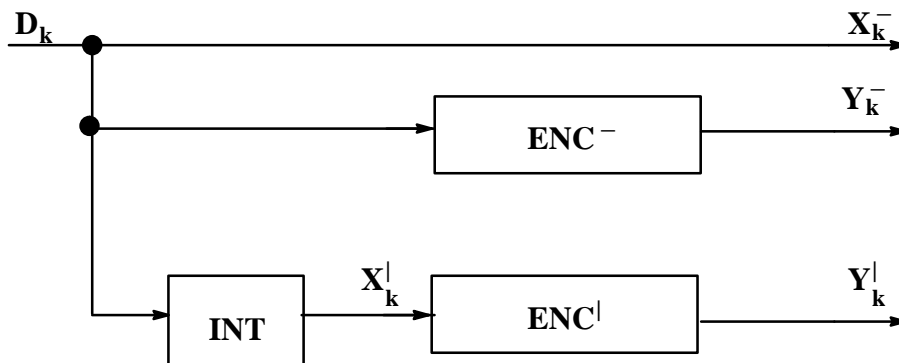 D_k
X_k^−
Y_k^−
ENC^−
INT
X_k^|
ENC^|
Y_k^|